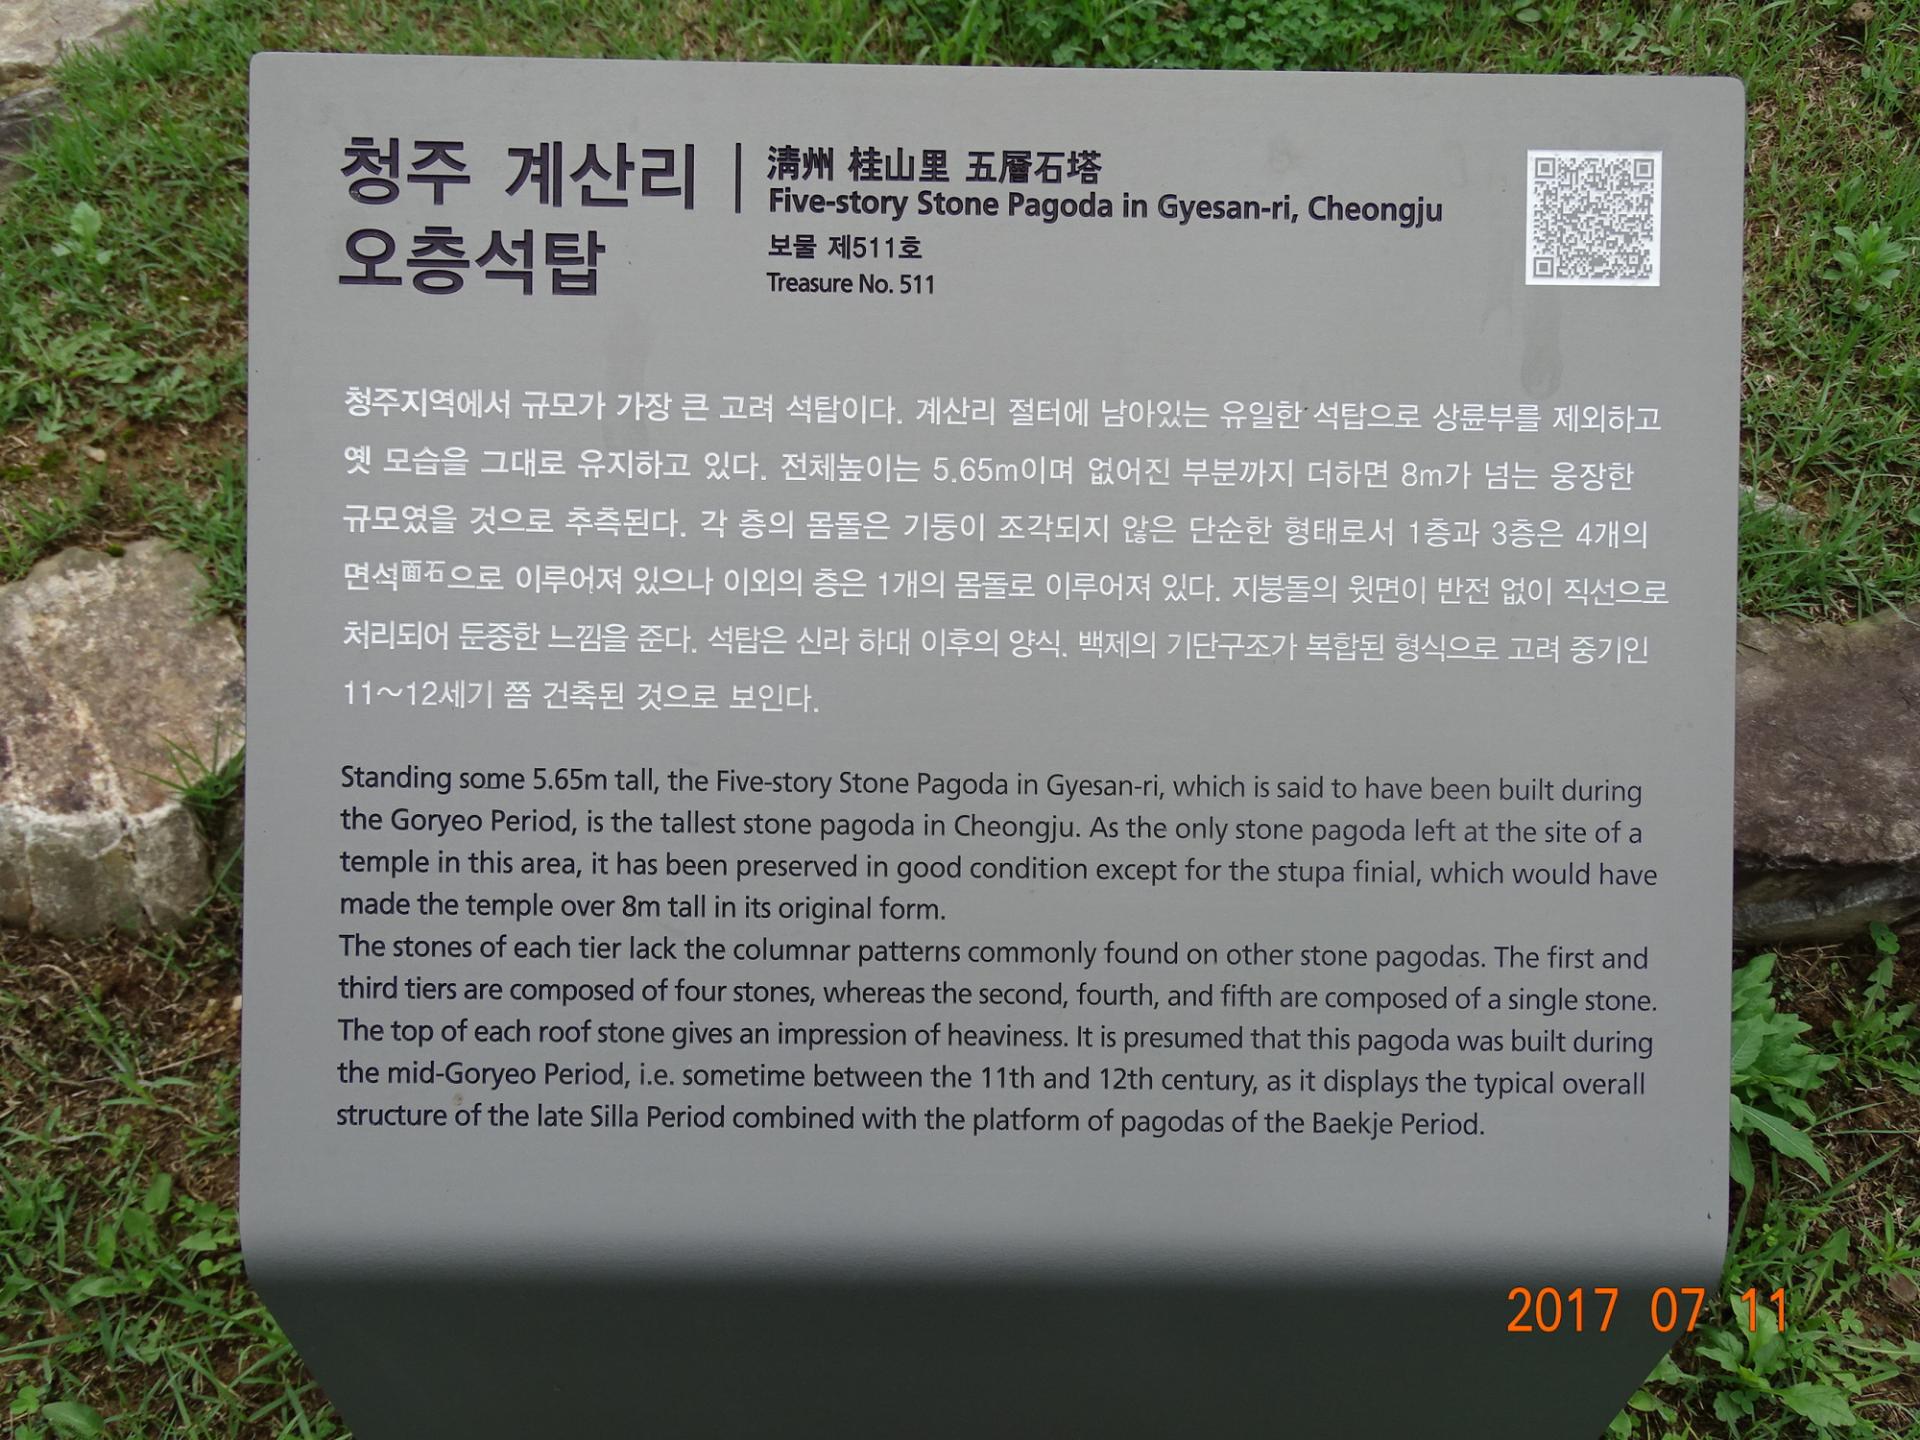 청주 계산리
오층석탑
淸州 桂山里 五層石塔
Five-story Stone Pagoda in Gyesan-ri, Cheongju
보물 제511호
Treasure No. 511
청주지역에서 규모가 가장 큰 고려 석탑이다. 계산리 절터에 남아있는 유일한 석탑으로 상륜부를 제외하고
옛 모습을 그대로 유지하고 있다. 전체높이는 5.65m이며 없어진 부분까지 더하면 8m가 넘는 웅장한
규모였을 것으로 추측된다. 각 층의 몸돌은 기둥이 조각되지 않은 단순한 형태로서 1층과 3층은 4개의
면석面石으로 이루어져 있으나 이외의 층은 1개의 몸돌로 이루어져 있다. 지붕돌의 윗면이 반전 없이 직선으로
처리되어 둔중한 느낌을 준다. 석탑은 신라 하대 이후의 양식. 백제의 기단구조가 복합된 형식으로 고려 중기인
11~12세기 쯤 건축된 것으로 보인다.
Standing some 5.65m tall, the Five-story Stone Pagoda in Gyesan-ri, which is said to have been built during
the Goryeo Period, is the tallest stone pagoda in Cheongju. As the only stone pagoda left at the site of a
temple in this area, it has been preserved in good condition except for the stupa finial, which would have
made the temple over 8m tall in its original form.
The stones of each tier lack the columnar patterns commonly found on other stone pagodas. The first and
third tiers are composed of four stones, whereas the second, fourth, and fifth are composed of a single stone.
The top of each roof stone gives an impression of heaviness. It is presumed that this pagoda was built during
the mid-Goryeo Period, i.e. sometime between the 11th and 12th century, as it displays the typical overall
structure of the late Silla Period combined with the platform of pagodas of the Baekje Period.
2017 07 11